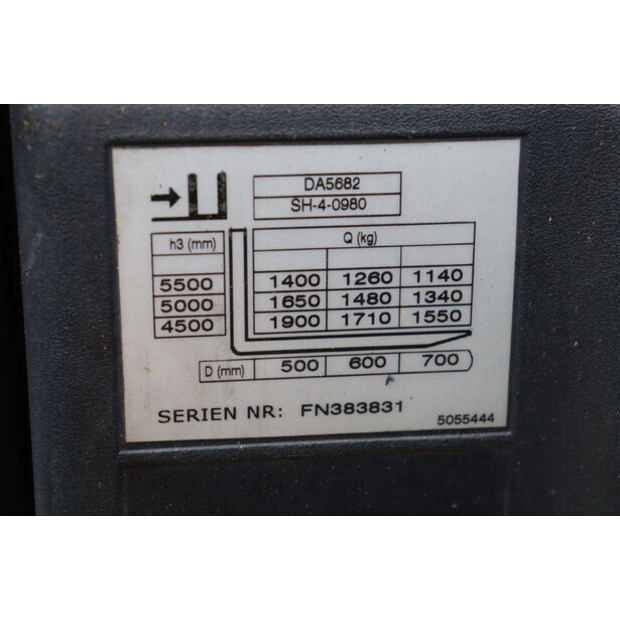 DA5682
SH-4-0980
h3 (mm) Q (kg)
5500 1400 1260 1140
5000 1650 1480 1340
4500 1900 1710 1550
D (mm) 500 600 700
SERIEN NR: FN383831
5055444